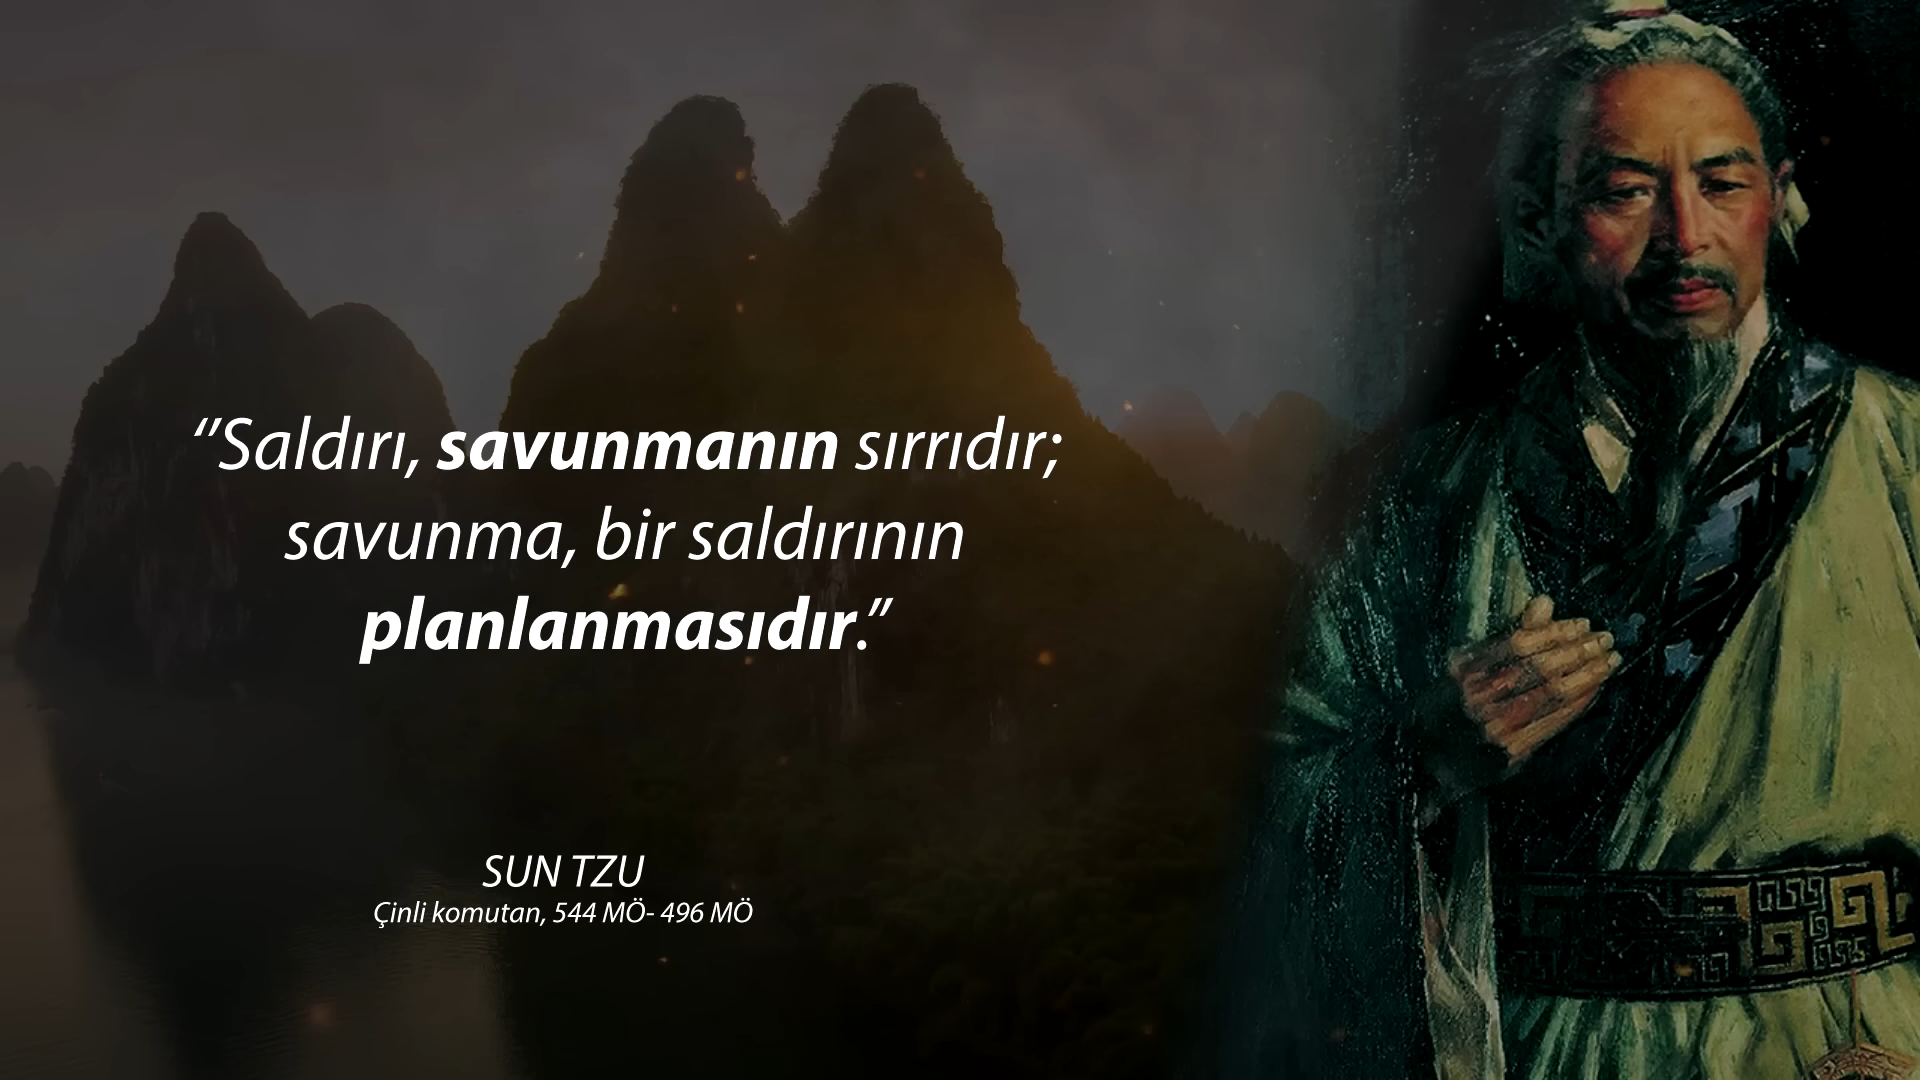 “Saldırı, savunmanın sırrıdır;
savunma, bir saldırının
planlanmasıdır.”
SUN TZU
Çinli komutan, 544 MÖ- 496 MÖ